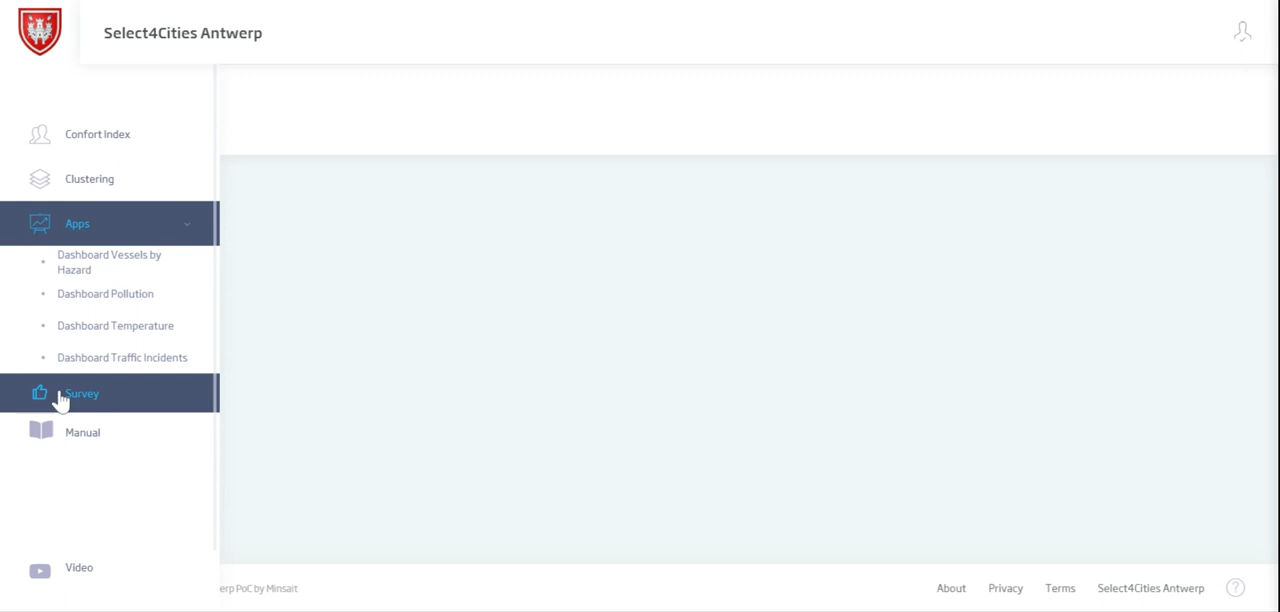 Select4Cities Antwerp
Confort Index
Clustering
Apps
Dashboard Vessels by
Hazard
Dashboard Pollution
Dashboard Temperature
Dashboard Traffic Incidents
Survey
Manual
Video
erp PoC by Minsait
About
Privacy
Terms
Select4Cities Antwerp
?